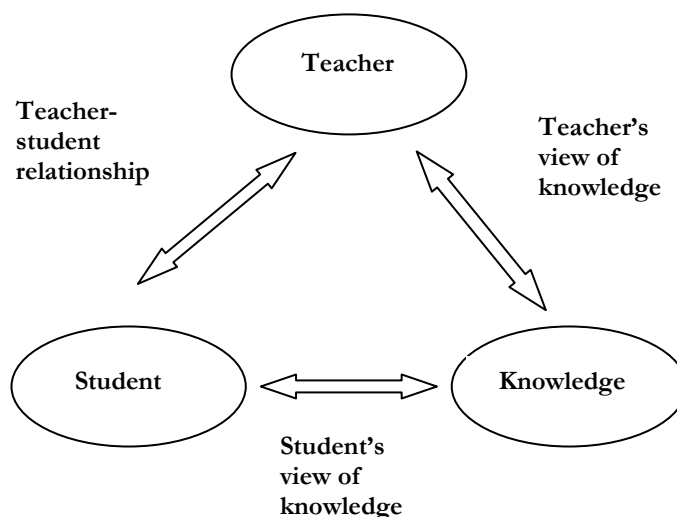 Teacher
Teacher-
student
relationship
Teacher’s
view of
knowledge
Student
Knowledge
Student’s
view of
knowledge